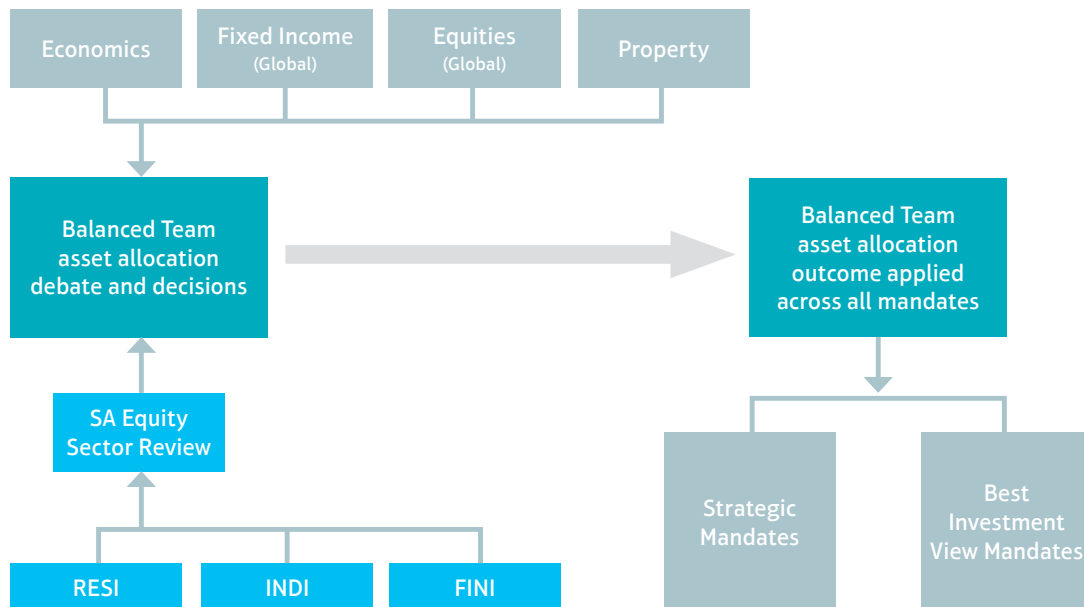 Economics
Fixed Income
(Global)
Equities
(Global)
Property
Balanced Team
asset allocation
debate and decisions
Balanced Team
asset allocation
outcome applied
across all mandates
SA Equity
Sector Review
RESI
INDI
FINI
Strategic
Mandates
Best
Investment
View Mandates